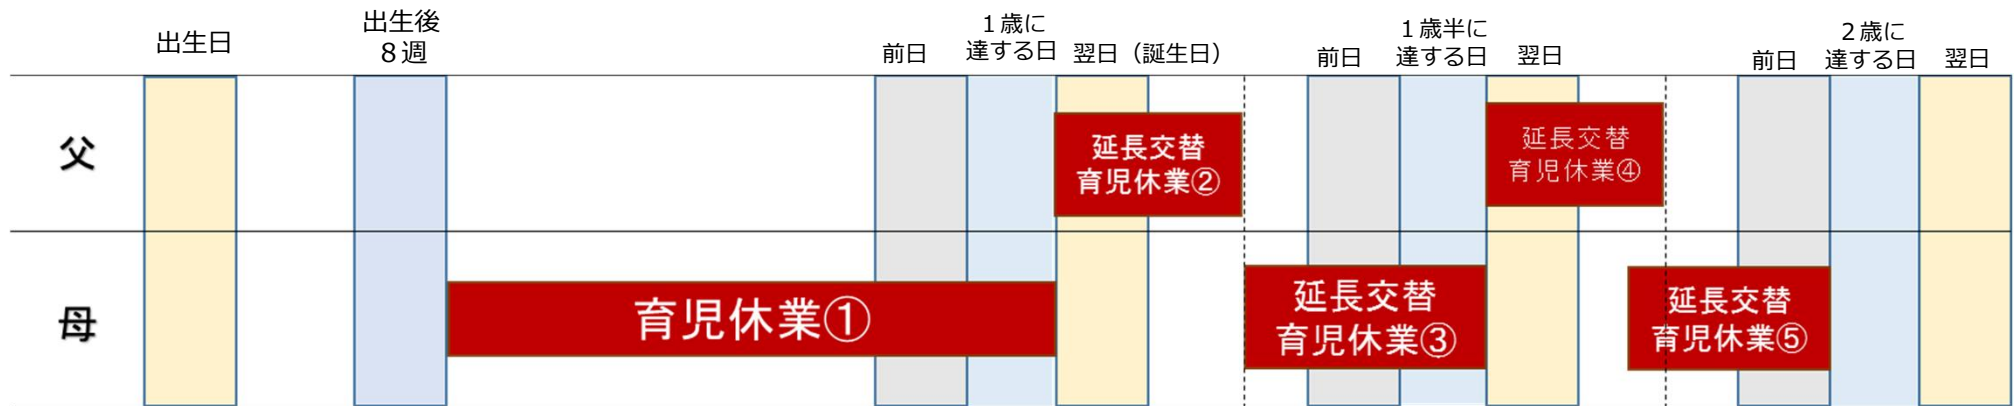 出生日
出生後
８週
前日
１歳に
達する日
翌日（誕生日）
前日
１歳半に
達する日
翌日
前日
２歳に
達する日
翌日
父
延長交替
育児休業②
延長交替
育児休業④
母
育児休業①
延長交替
育児休業③
延長交替
育児休業⑤